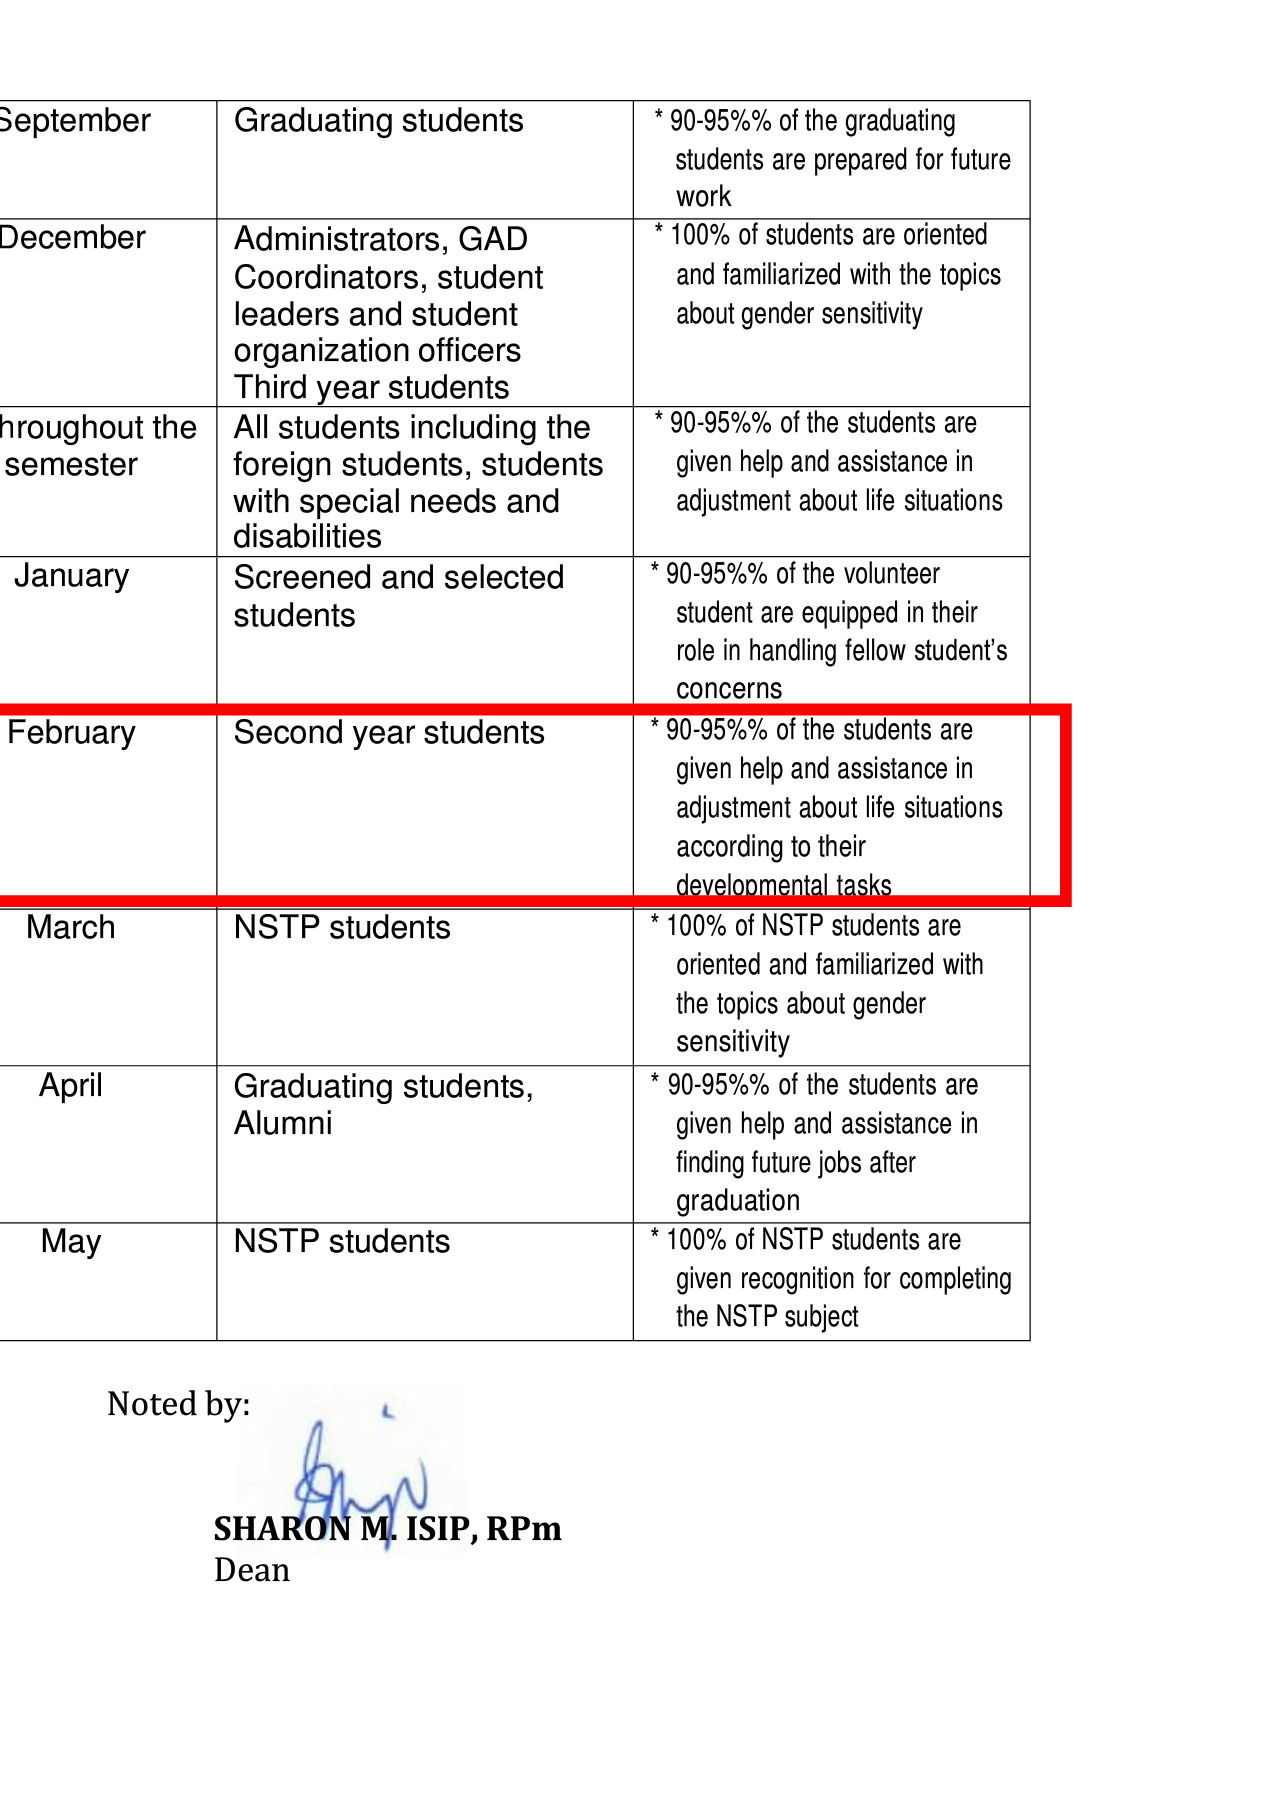 September
Graduating students
* 90-95%% of the graduating
students are prepared for future
work
December
Administrators, GAD
Coordinators, student
leaders and student
organization officers
Third year students
* 100% of students are oriented
and familiarized with the topics
about gender sensitivity
hroughout the
semester
All students including the
foreign students, students
with special needs and
disabilities
* 90-95%% of the students are
given help and assistance in
adjustment about life situations
January
Screened and selected
students
* 90-95%% of the volunteer
student are equipped in their
role in handling fellow student’s
concerns
February
Second year students
* 90-95%% of the students are
given help and assistance in
adjustment about life situations
according to their
developmental tasks
March
NSTP students
* 100% of NSTP students are
oriented and familiarized with
the topics about gender
sensitivity
April
Graduating students,
Alumni
* 90-95%% of the students are
given help and assistance in
finding future jobs after
graduation
May
NSTP students
* 100% of NSTP students are
given recognition for completing
the NSTP subject
Noted by:
SHARON M. ISIP, RPm
Dean